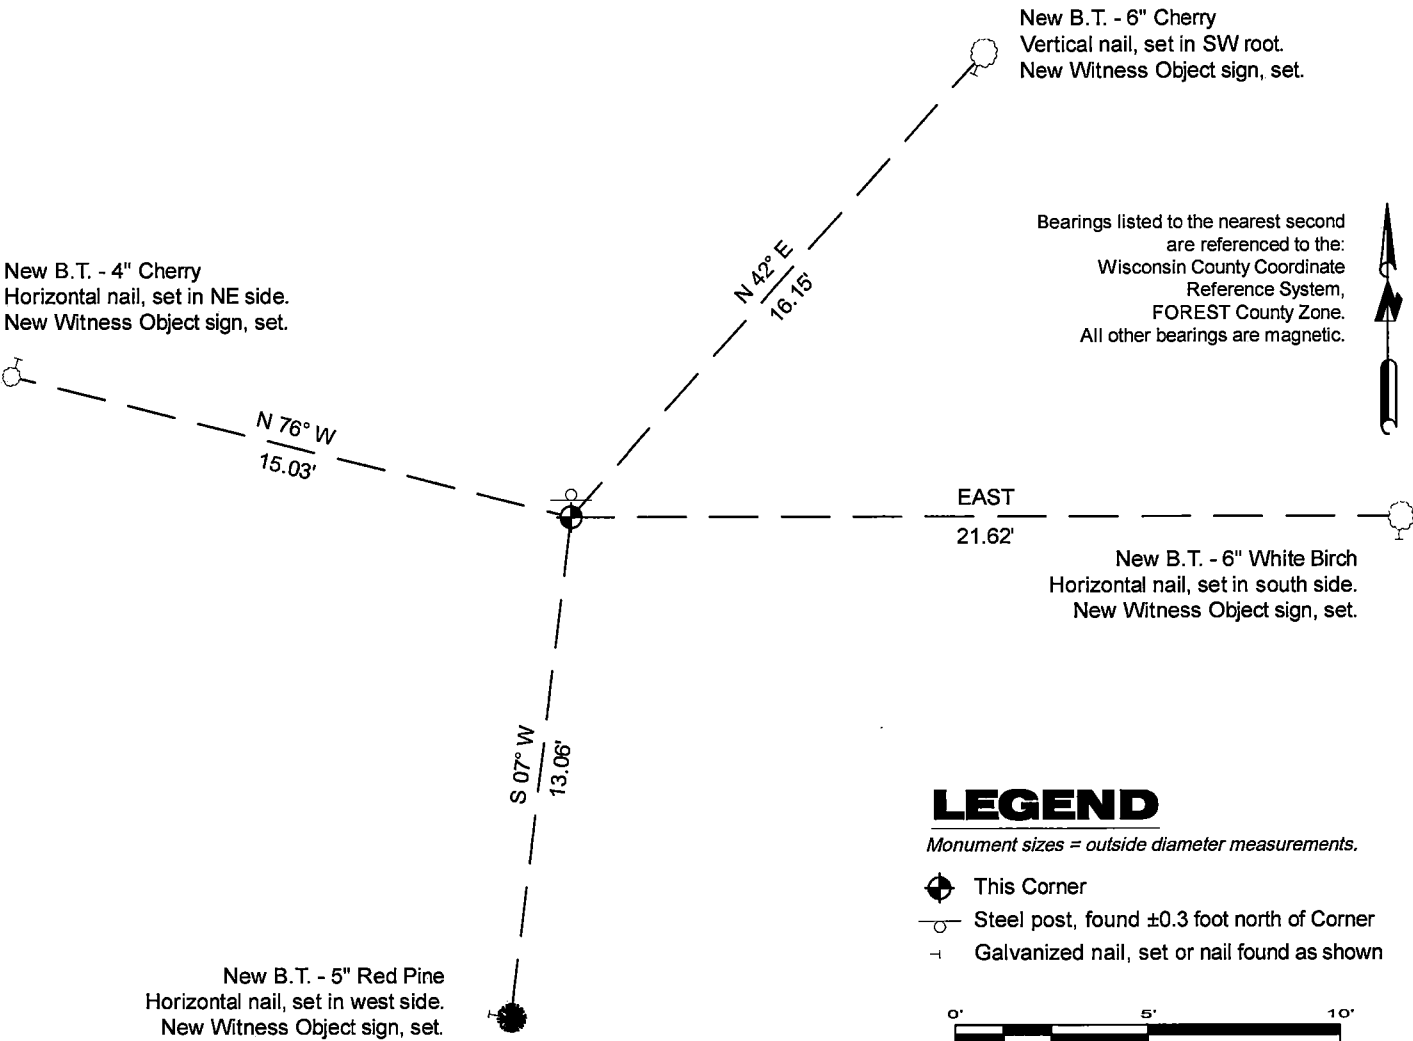 New B.T. - 6" Cherry
Vertical nail, set in SW root.
New Witness Object sign, set.
Bearings listed to the nearest second
are referenced to the:
Wisconsin County Coordinate
Reference System,
FOREST County Zone.
All other bearings are magnetic.
N
New B.T. - 4" Cherry
Horizontal nail, set in NE side.
New Witness Object sign, set.
N 42° E
16.15'
N 76° W
15.03'
EAST
21.62'
New B.T. - 6" White Birch
Horizontal nail, set in south side.
New Witness Object sign, set.
S 07° W
13.06'
LEGEND
Monument sizes = outside diameter measurements.
This Corner
Steel post, found ±0.3 foot north of Corner
Galvanized nail, set or nail found as shown
New B.T. - 5" Red Pine
Horizontal nail, set in west side.
New Witness Object sign, set.
0' 5' 10'